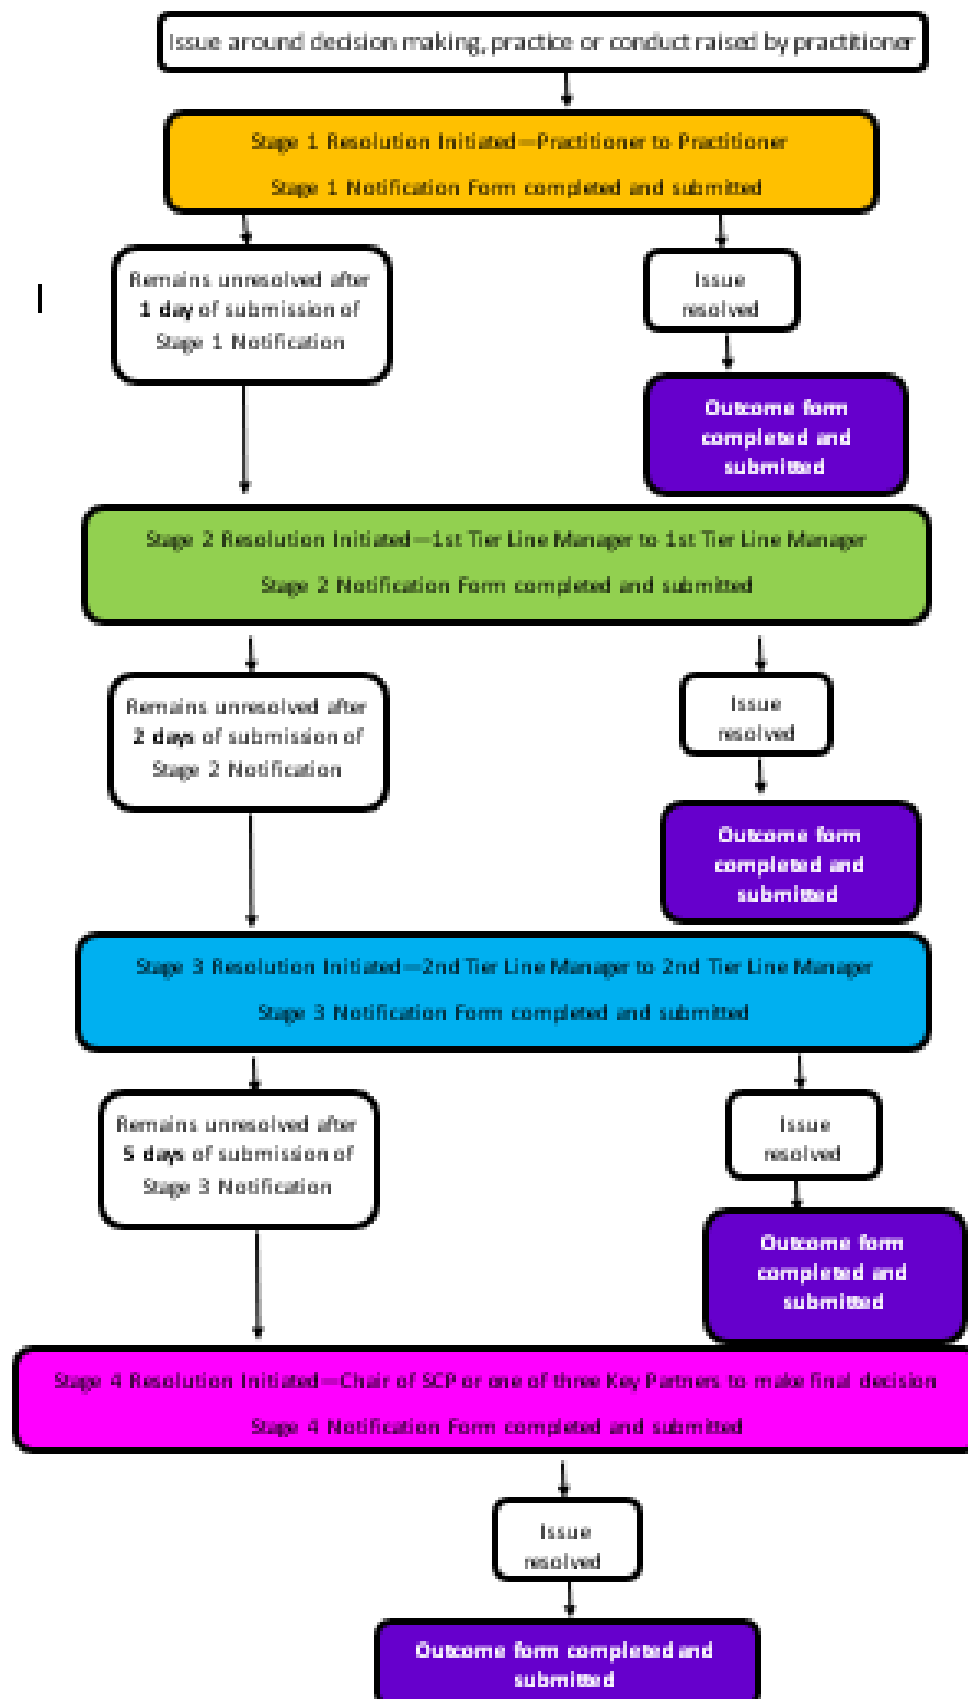 Issue around decision making, practice or conduct raised by practitioner
Stage 1 Resolution Initiated—Practitioner to Practitioner
Stage 1 Notification Form completed and submitted
Remains unresolved after
1 day of submission of
Stage 1 Notification
Issue
resolved
Outcome form
completed and
submitted
Stage 2 Resolution Initiated—1st Tier Line Manager to 1st Tier Line Manager
Stage 2 Notification Form completed and submitted
Remains unresolved after
2 days of submission of
Stage 2 Notification
Issue
resolved
Outcome form
completed and
submitted
Stage 3 Resolution Initiated—2nd Tier Line Manager to 2nd Tier Line Manager
Stage 3 Notification Form completed and submitted
Remains unresolved after
5 days of submission of
Stage 3 Notification
Issue
resolved
Outcome form
completed and
submitted
Stage 4 Resolution Initiated—Chair of SCP or one of three Key Partners to make final decision
Stage 4 Notification Form completed and submitted
Issue
resolved
Outcome form completed and
submitted